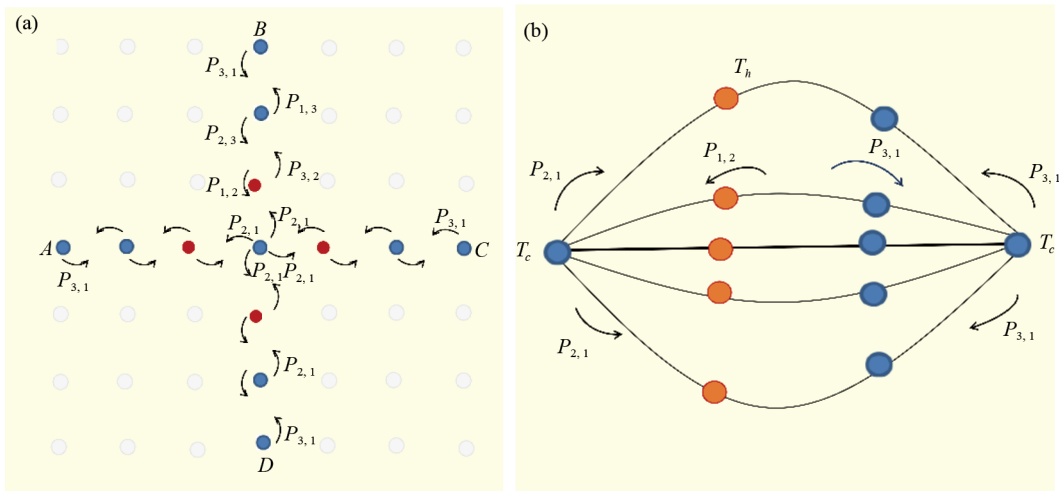 (a)
B
P3, 1
P1, 3
P2, 3
P3, 2
P1, 2
P2, 1
P2, 1
P3, 1
A
C
P3, 1
P2, 1
P2, 1
P2, 1
P3, 1
D
(b)
Th
P1, 2
P3, 1
P2, 1
P3, 1
Tc
Tc
P2, 1
P3, 1